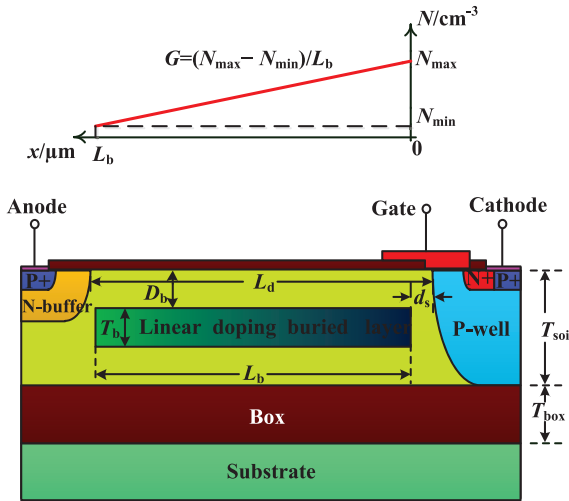 N/cm⁻³
G=(Nmax− Nmin)/Lb
Nmax
Nmin
x/µm
Lb
0
Anode
Gate
Cathode
P+
N-buffer
Db
Ld
ds
N+
P+
Tb
Linear doping buried layer
P-well
Tsoi
Lb
Box
Tbox
Substrate